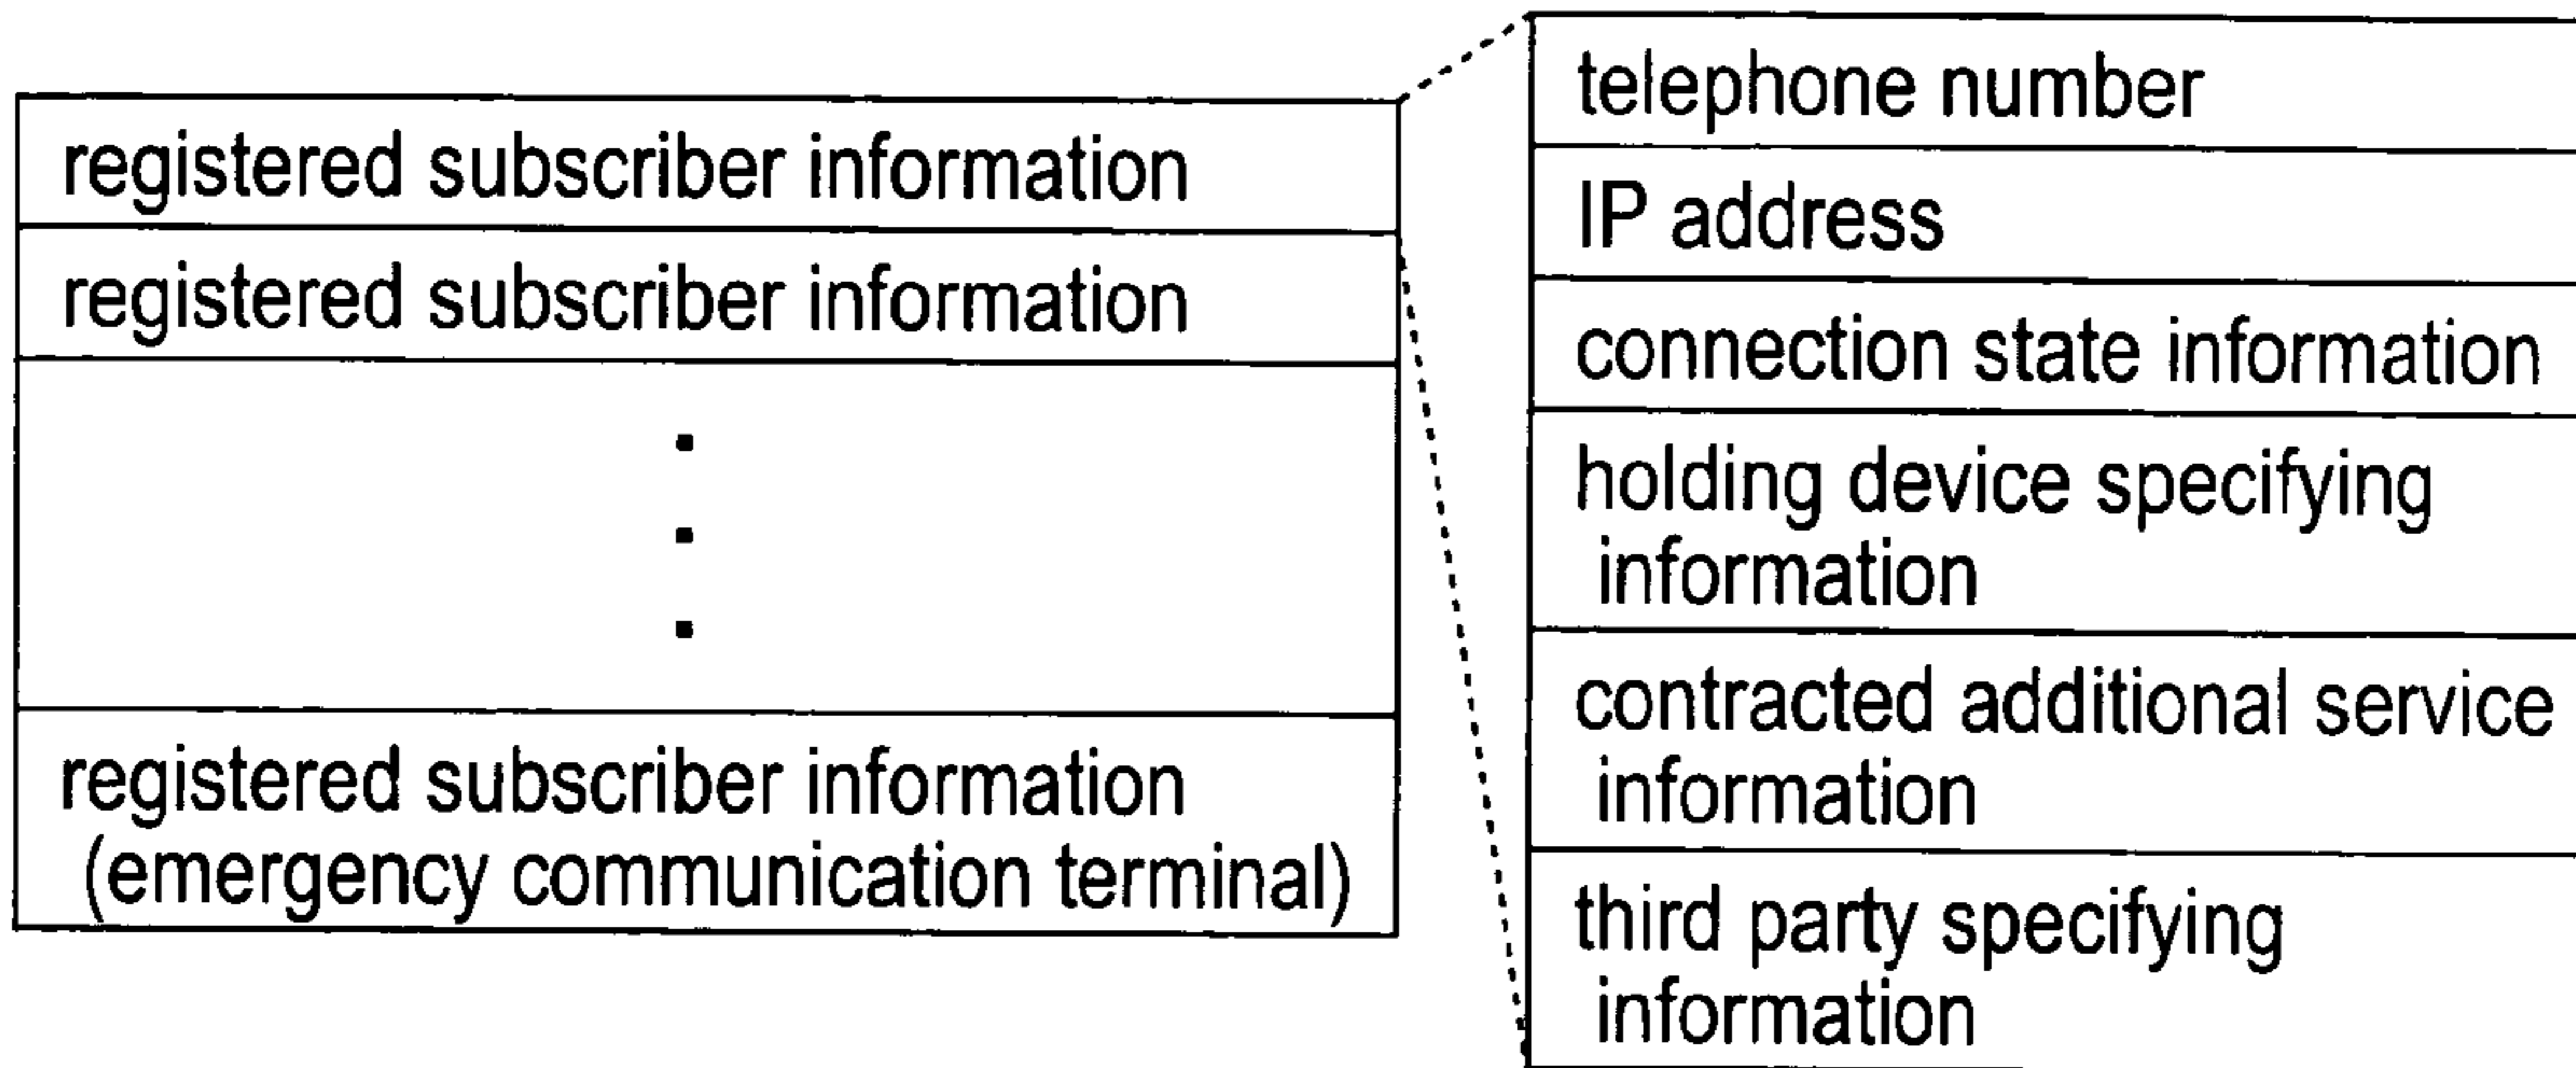 registered subscriber information
registered subscriber information
registered subscriber information
(emergency communication terminal)
telephone number
IP address
connection state information
holding device specifying
information
contracted additional service
information
third party specifying
information